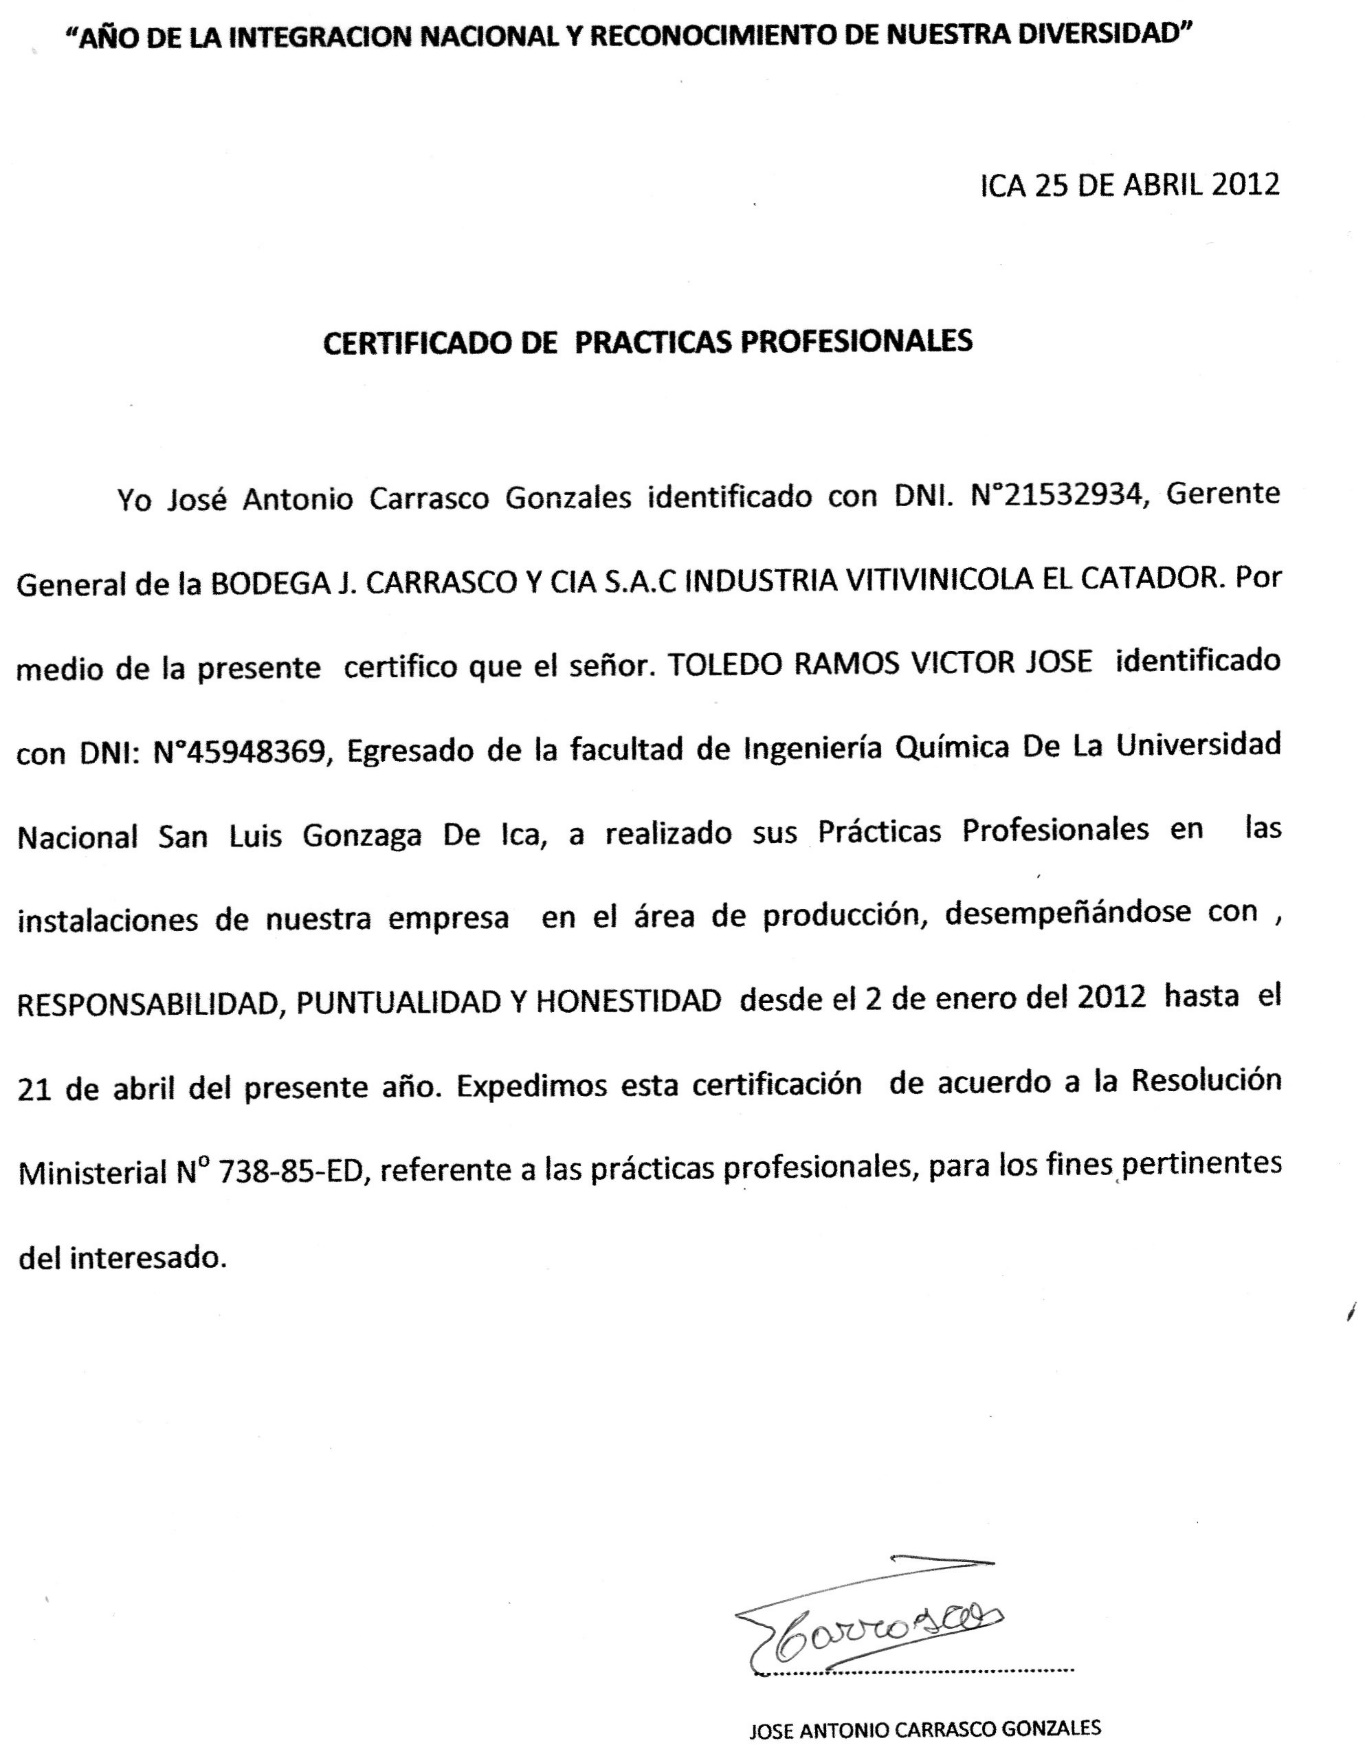 “AÑO DE LA INTEGRACION NACIONAL Y RECONOCIMIENTO DE NUESTRA DIVERSIDAD”
ICA 25 DE ABRIL 2012
CERTIFICADO DE PRACTICAS PROFESIONALES
Yo José Antonio Carrasco Gonzales identificado con DNI. N°21532934, Gerente
General de la BODEGA J. CARRASCO Y CIA S.A.C INDUSTRIA VITIVINICOLA EL CATADOR. Por
medio de la presente certifico que el señor. TOLEDO RAMOS VICTOR JOSE identificado
con DNI: N°45948369, Egresado de la facultad de Ingeniería Química De La Universidad
Nacional San Luis Gonzaga De Ica, a realizado sus Prácticas Profesionales en las
instalaciones de nuestra empresa en el área de producción, desempeñándose con ,
RESPONSABILIDAD, PUNTUALIDAD Y HONESTIDAD desde el 2 de enero del 2012 hasta el
21 de abril del presente año. Expedimos esta certificación de acuerdo a la Resolución
Ministerial Nº 738-85-ED, referente a las prácticas profesionales, para los fines pertinentes
del interesado.
JOSE ANTONIO CARRASCO GONZALES